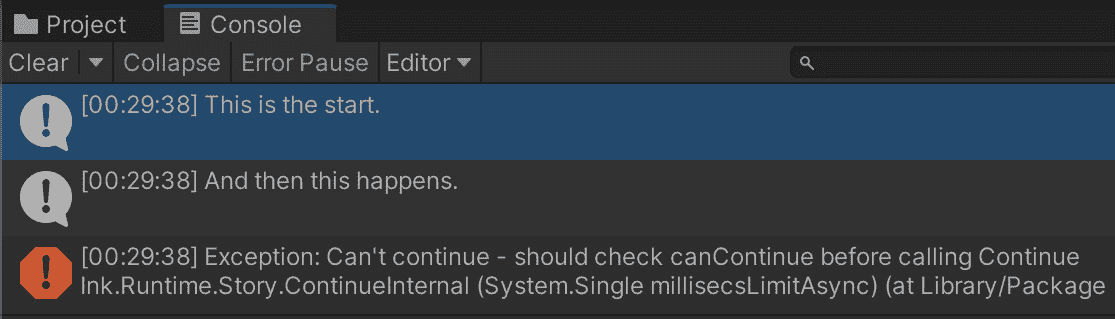 Project Console
Clear Collapse Error Pause Editor
[00:29:38] This is the start.
[00:29:38] And then this happens.
[00:29:38] Exception: Can't continue - should check canContinue before calling Continue
Ink.Runtime.Story.ContinueInternal (System.Single millisecsLimitAsync) (at Library/Package